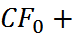 CF₀ +